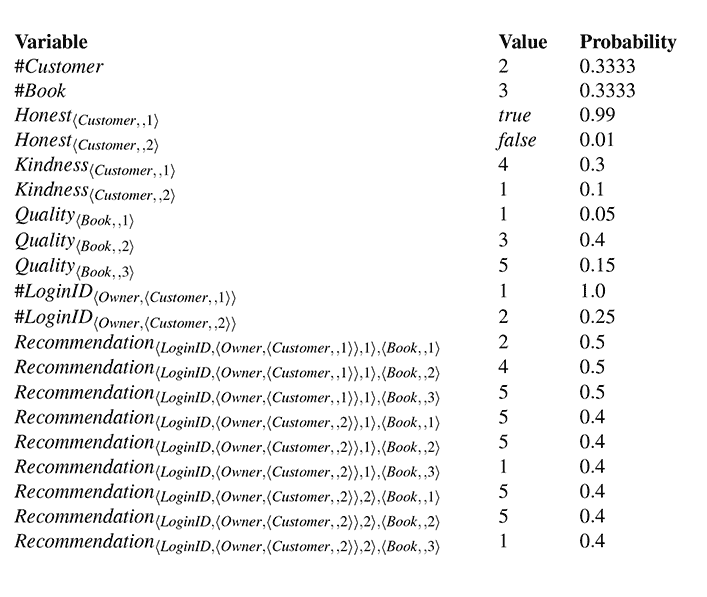 Variable Value Probability
#Customer 2 0.3333
#Book 3 0.3333
Honest⟨Customer, ,1⟩ true 0.99
Honest⟨Customer, ,2⟩ false 0.01
Kindness⟨Customer, ,1⟩ 4 0.3
Kindness⟨Customer, ,2⟩ 1 0.1
Quality⟨Book, ,1⟩ 1 0.05
Quality⟨Book, ,2⟩ 3 0.4
Quality⟨Book, ,3⟩ 5 0.15
#LoginID⟨Owner,⟨Customer, ,1⟩⟩ 1 1.0
#LoginID⟨Owner,⟨Customer, ,2⟩⟩ 2 0.25
Recommendation⟨LoginID,⟨Owner,⟨Customer, ,1⟩⟩,1⟩,⟨Book, ,1⟩ 2 0.5
Recommendation⟨LoginID,⟨Owner,⟨Customer, ,1⟩⟩,1⟩,⟨Book, ,2⟩ 4 0.5
Recommendation⟨LoginID,⟨Owner,⟨Customer, ,1⟩⟩,1⟩,⟨Book, ,3⟩ 5 0.5
Recommendation⟨LoginID,⟨Owner,⟨Customer, ,2⟩⟩,1⟩,⟨Book, ,1⟩ 5 0.4
Recommendation⟨LoginID,⟨Owner,⟨Customer, ,2⟩⟩,1⟩,⟨Book, ,2⟩ 5 0.4
Recommendation⟨LoginID,⟨Owner,⟨Customer, ,2⟩⟩,1⟩,⟨Book, ,3⟩ 1 0.4
Recommendation⟨LoginID,⟨Owner,⟨Customer, ,2⟩⟩,2⟩,⟨Book, ,1⟩ 5 0.4
Recommendation⟨LoginID,⟨Owner,⟨Customer, ,2⟩⟩,2⟩,⟨Book, ,2⟩ 5 0.4
Recommendation⟨LoginID,⟨Owner,⟨Customer, ,2⟩⟩,2⟩,⟨Book, ,3⟩ 1 0.4